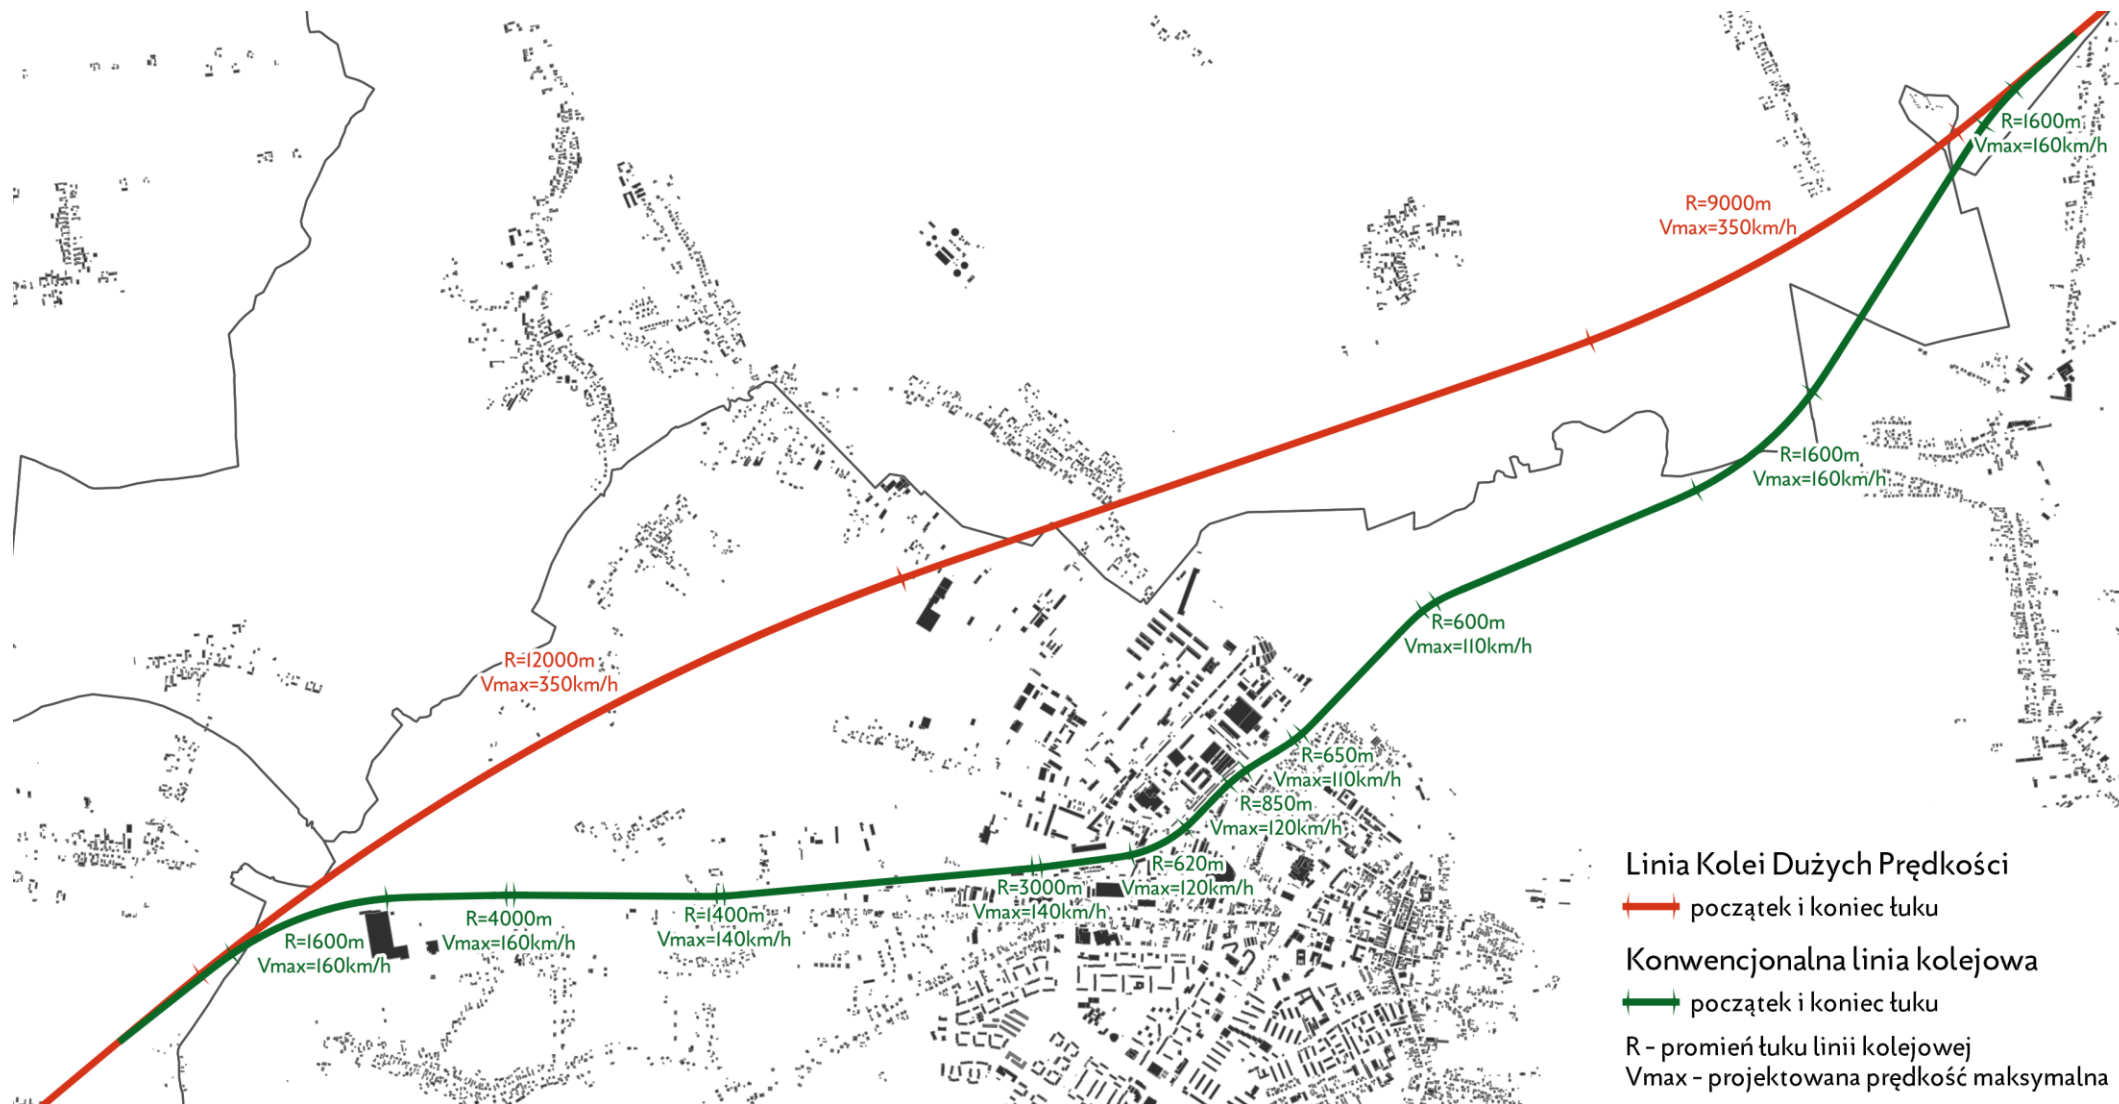 R=1600m
Vmax=160km/h
R=9000m
Vmax=350km/h
R=1600m
Vmax=160km/h
R=600m
Vmax=110km/h
R=12000m
Vmax=350km/h
R=650m
Vmax=110km/h
R=850m
Vmax=120km/h
R=620m
Vmax=120km/h
R=3000m
Vmax=140km/h
R=1400m
Vmax=140km/h
R=4000m
Vmax=160km/h
R=1600m
Vmax=160km/h
Linia Kolei Dużych Prędkości
początek i koniec łuku
Konwencjonalna linia kolejowa
początek i koniec łuku
R - promień łuku linii kolejowej
Vmax - projektowana prędkość maksymalna